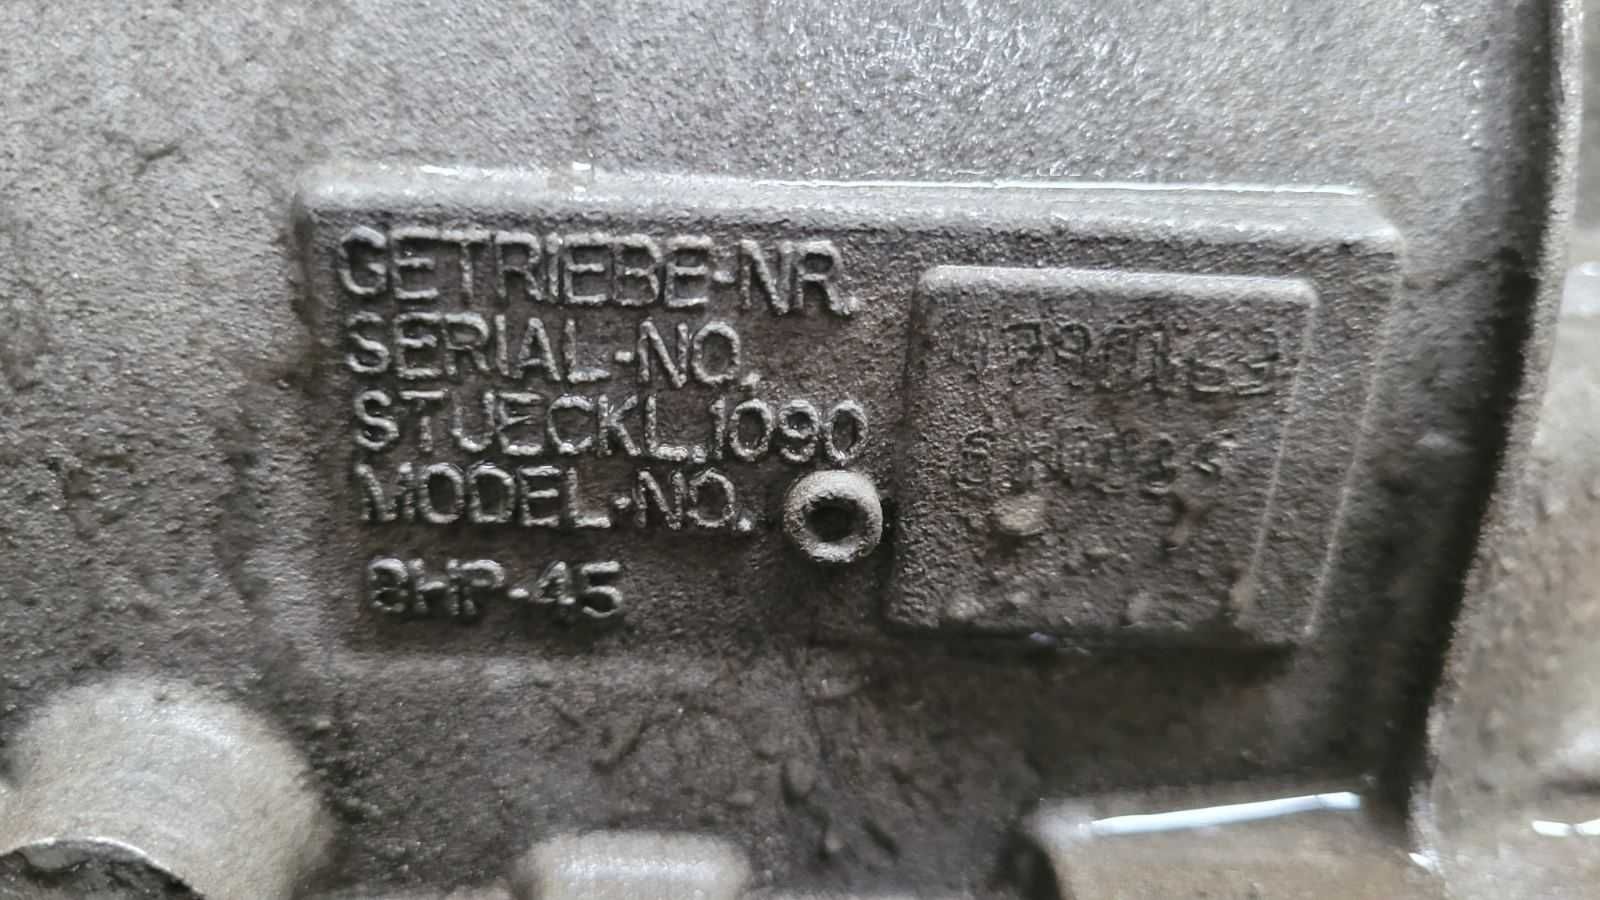 GETRIEBE-NR.
SERIAL-NO.
STUECKL.1090
MODEL-NO.
8HP-45